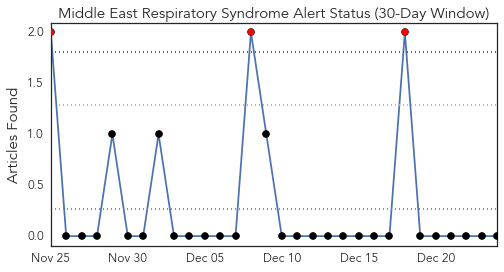 Middle East Respiratory Syndrome Alert Status (30-Day Window)
Articles Found
2.0
1.5
1.0
0.5
0.0
Nov 25 Nov 30 Dec 05 Dec 10 Dec 15 Dec 20